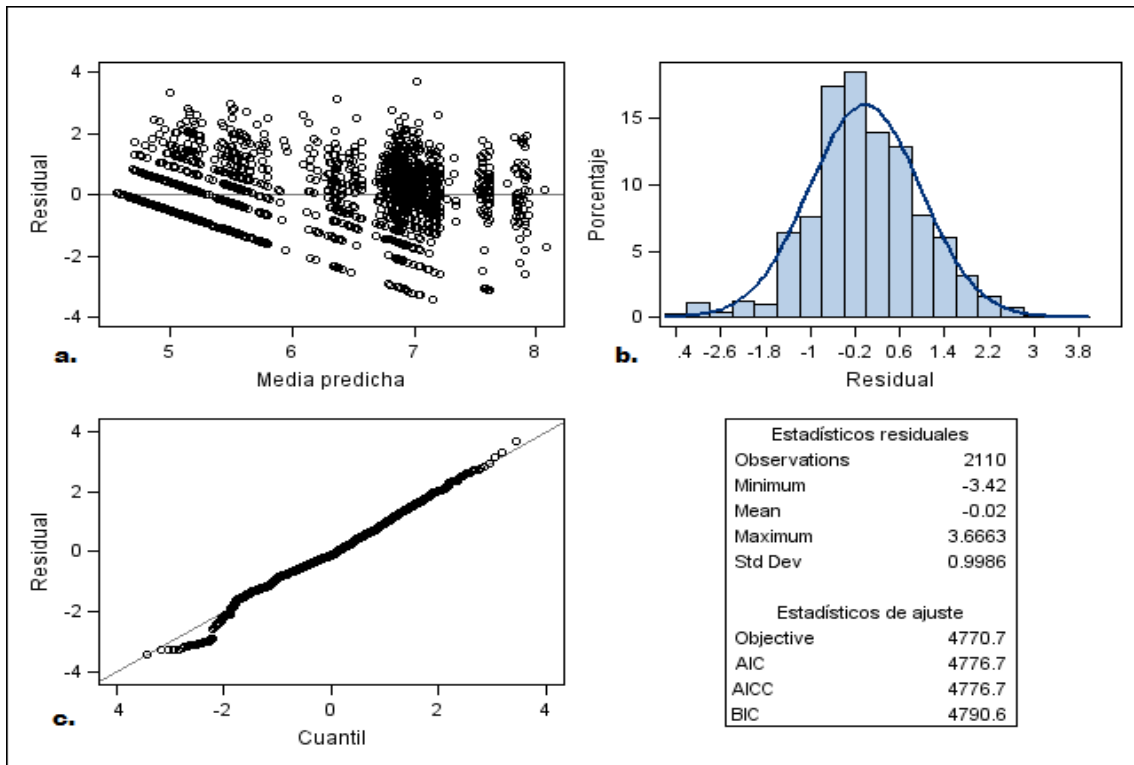 4
2
0
-2
-4
Residual
5 6 7 8
a.
Media predicha
15
10
5
0
Porcentaje
.4 -2.6 -1.8 -1 -0.2 0.6 1.4 2.2 3 3.8
b.
Residual
4
2
0
-2
-4
Residual
4 -2 0 2 4
c.
Cuantil
Estadísticos residuales
Observations 2110
Minimum -3.42
Mean -0.02
Maximum 3.6663
Std Dev 0.9986
Estadísticos de ajuste
Objective 4770.7
AIC 4776.7
AICC 4776.7
BIC 4790.6